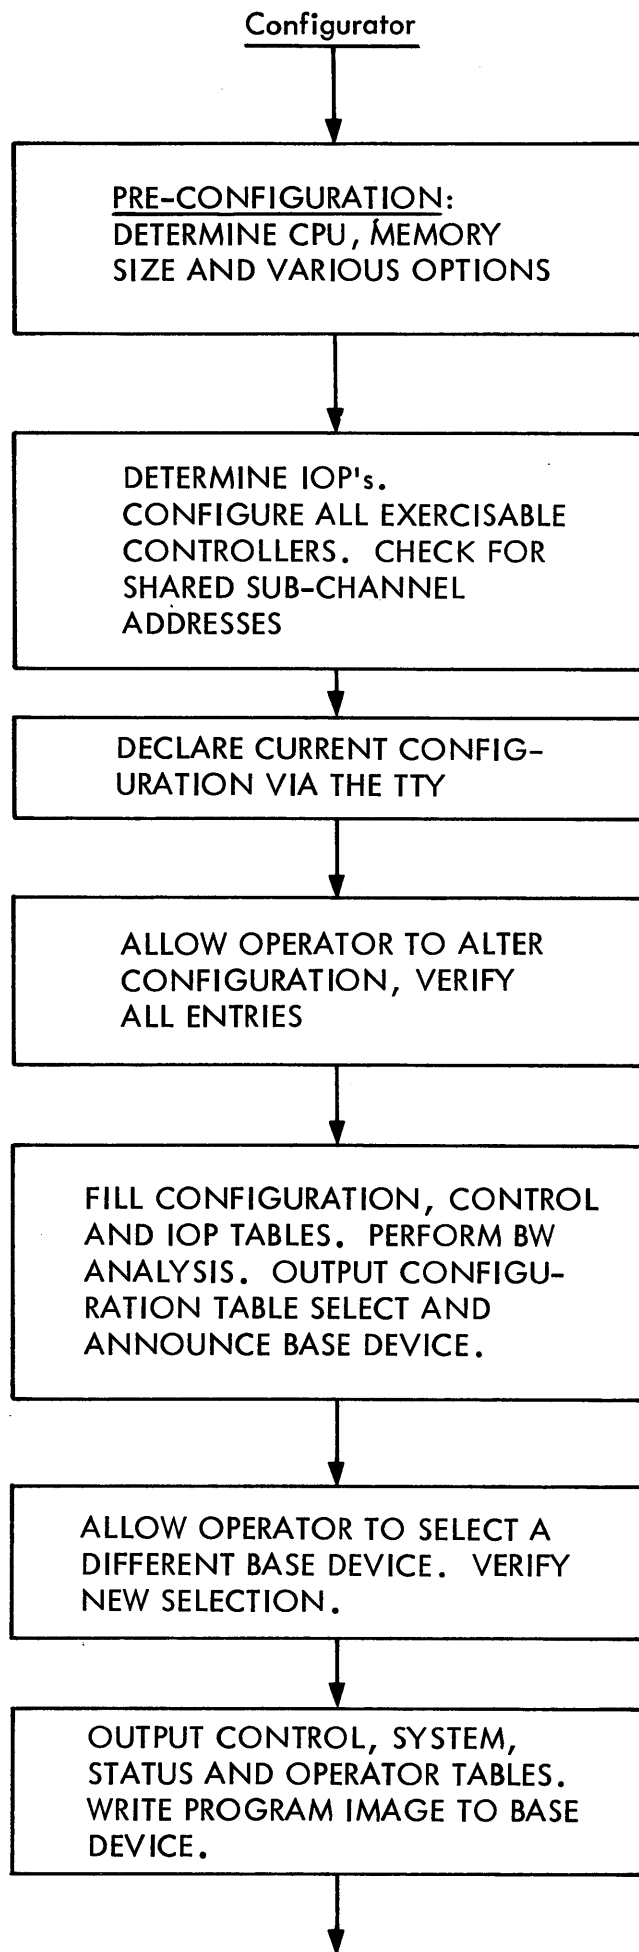 Configurator
PRE-CONFIGURATION:
DETERMINE CPU, MEMORY
SIZE AND VARIOUS OPTIONS
DETERMINE IOP's.
CONFIGURE ALL EXERCISABLE
CONTROLLERS. CHECK FOR
SHARED SUB-CHANNEL
ADDRESSES
DECLARE CURRENT CONFIG-
URATION VIA THE TTY
ALLOW OPERATOR TO ALTER
CONFIGURATION, VERIFY
ALL ENTRIES
FILL CONFIGURATION, CONTROL
AND IOP TABLES. PERFORM BW
ANALYSIS. OUTPUT CONFIGU-
RATION TABLE SELECT AND
ANNOUNCE BASE DEVICE.
ALLOW OPERATOR TO SELECT A
DIFFERENT BASE DEVICE. VERIFY
NEW SELECTION.
OUTPUT CONTROL, SYSTEM,
STATUS AND OPERATOR TABLES.
WRITE PROGRAM IMAGE TO BASE
DEVICE.